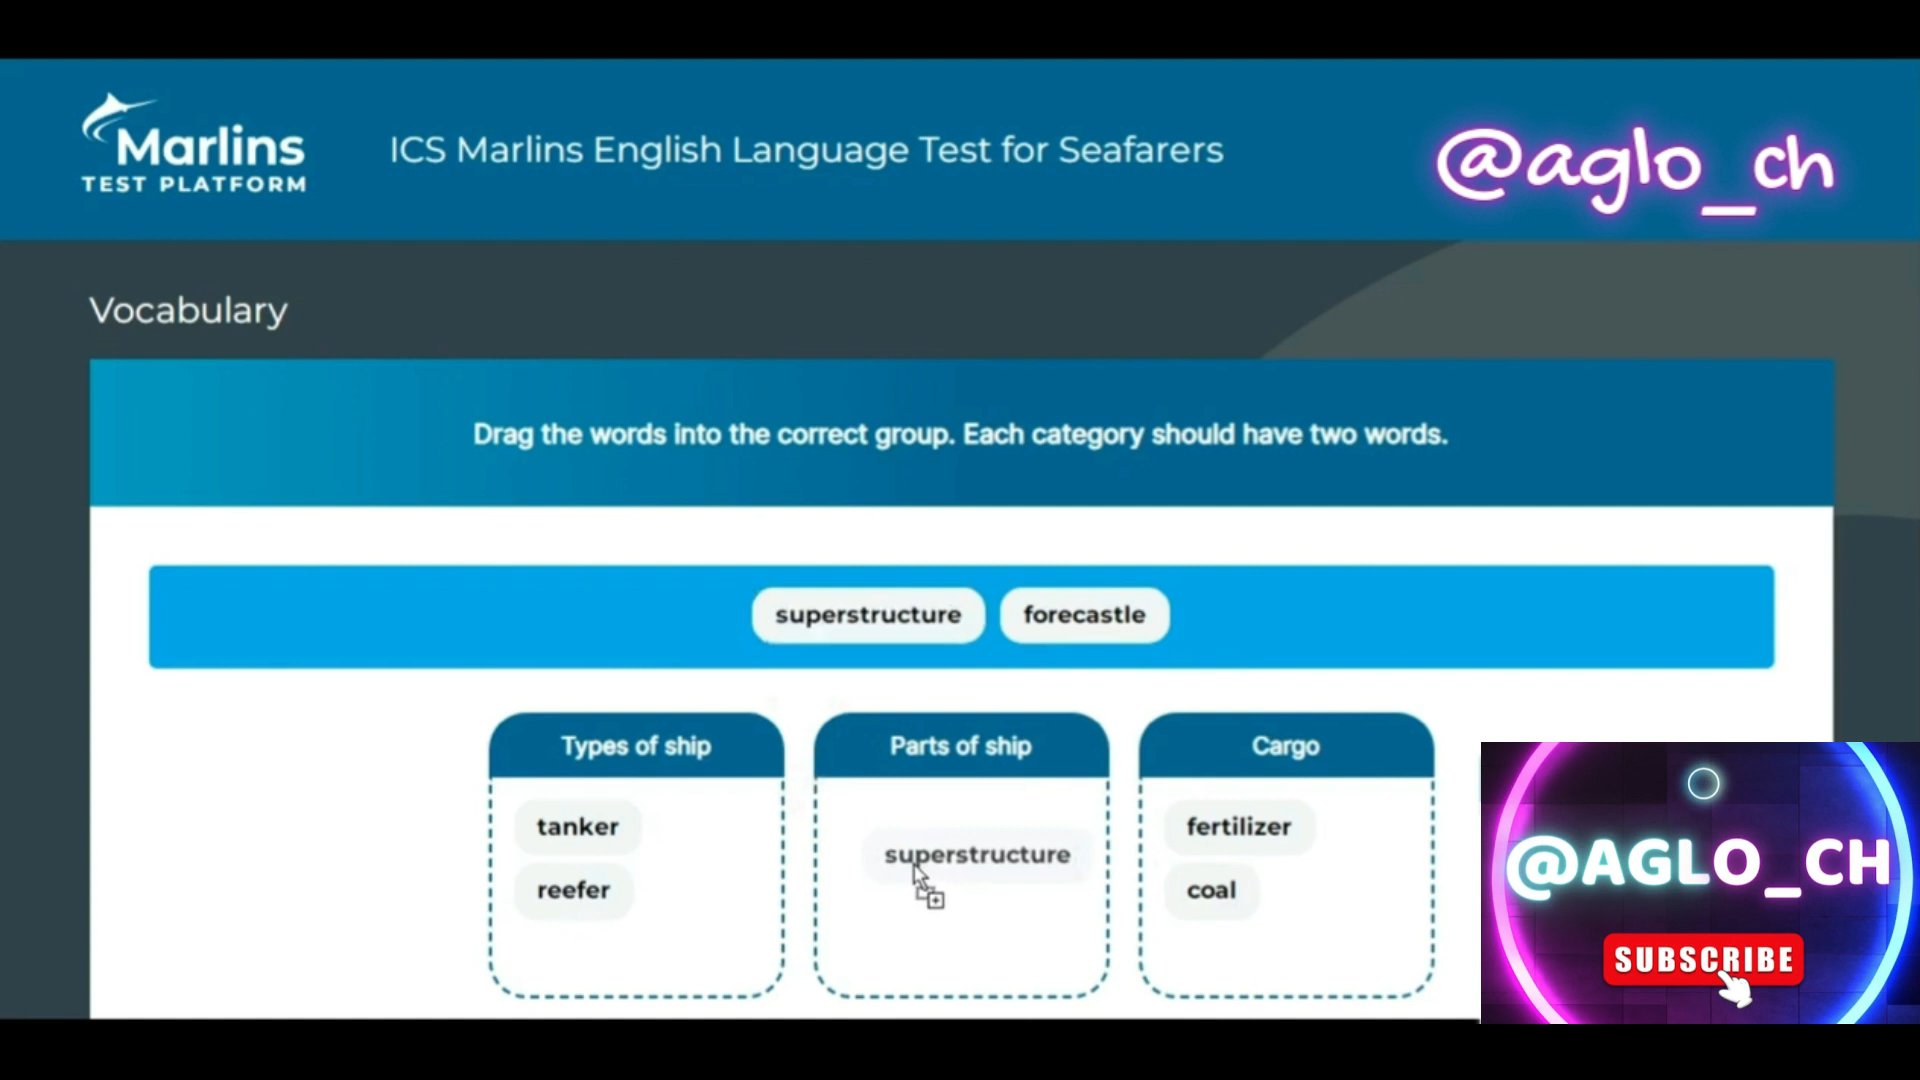 Marlins
TEST PLATFORM
ICS Marlins English Language Test for Seafarers
@aglo_ch
Vocabulary
Drag the words into the correct group. Each category should have two words.
superstructure forecastle
Types of ship
tanker
reefer
Parts of ship
superstructure
Cargo
fertilizer
coal
@AGLO_CH
SUBSCRIBE